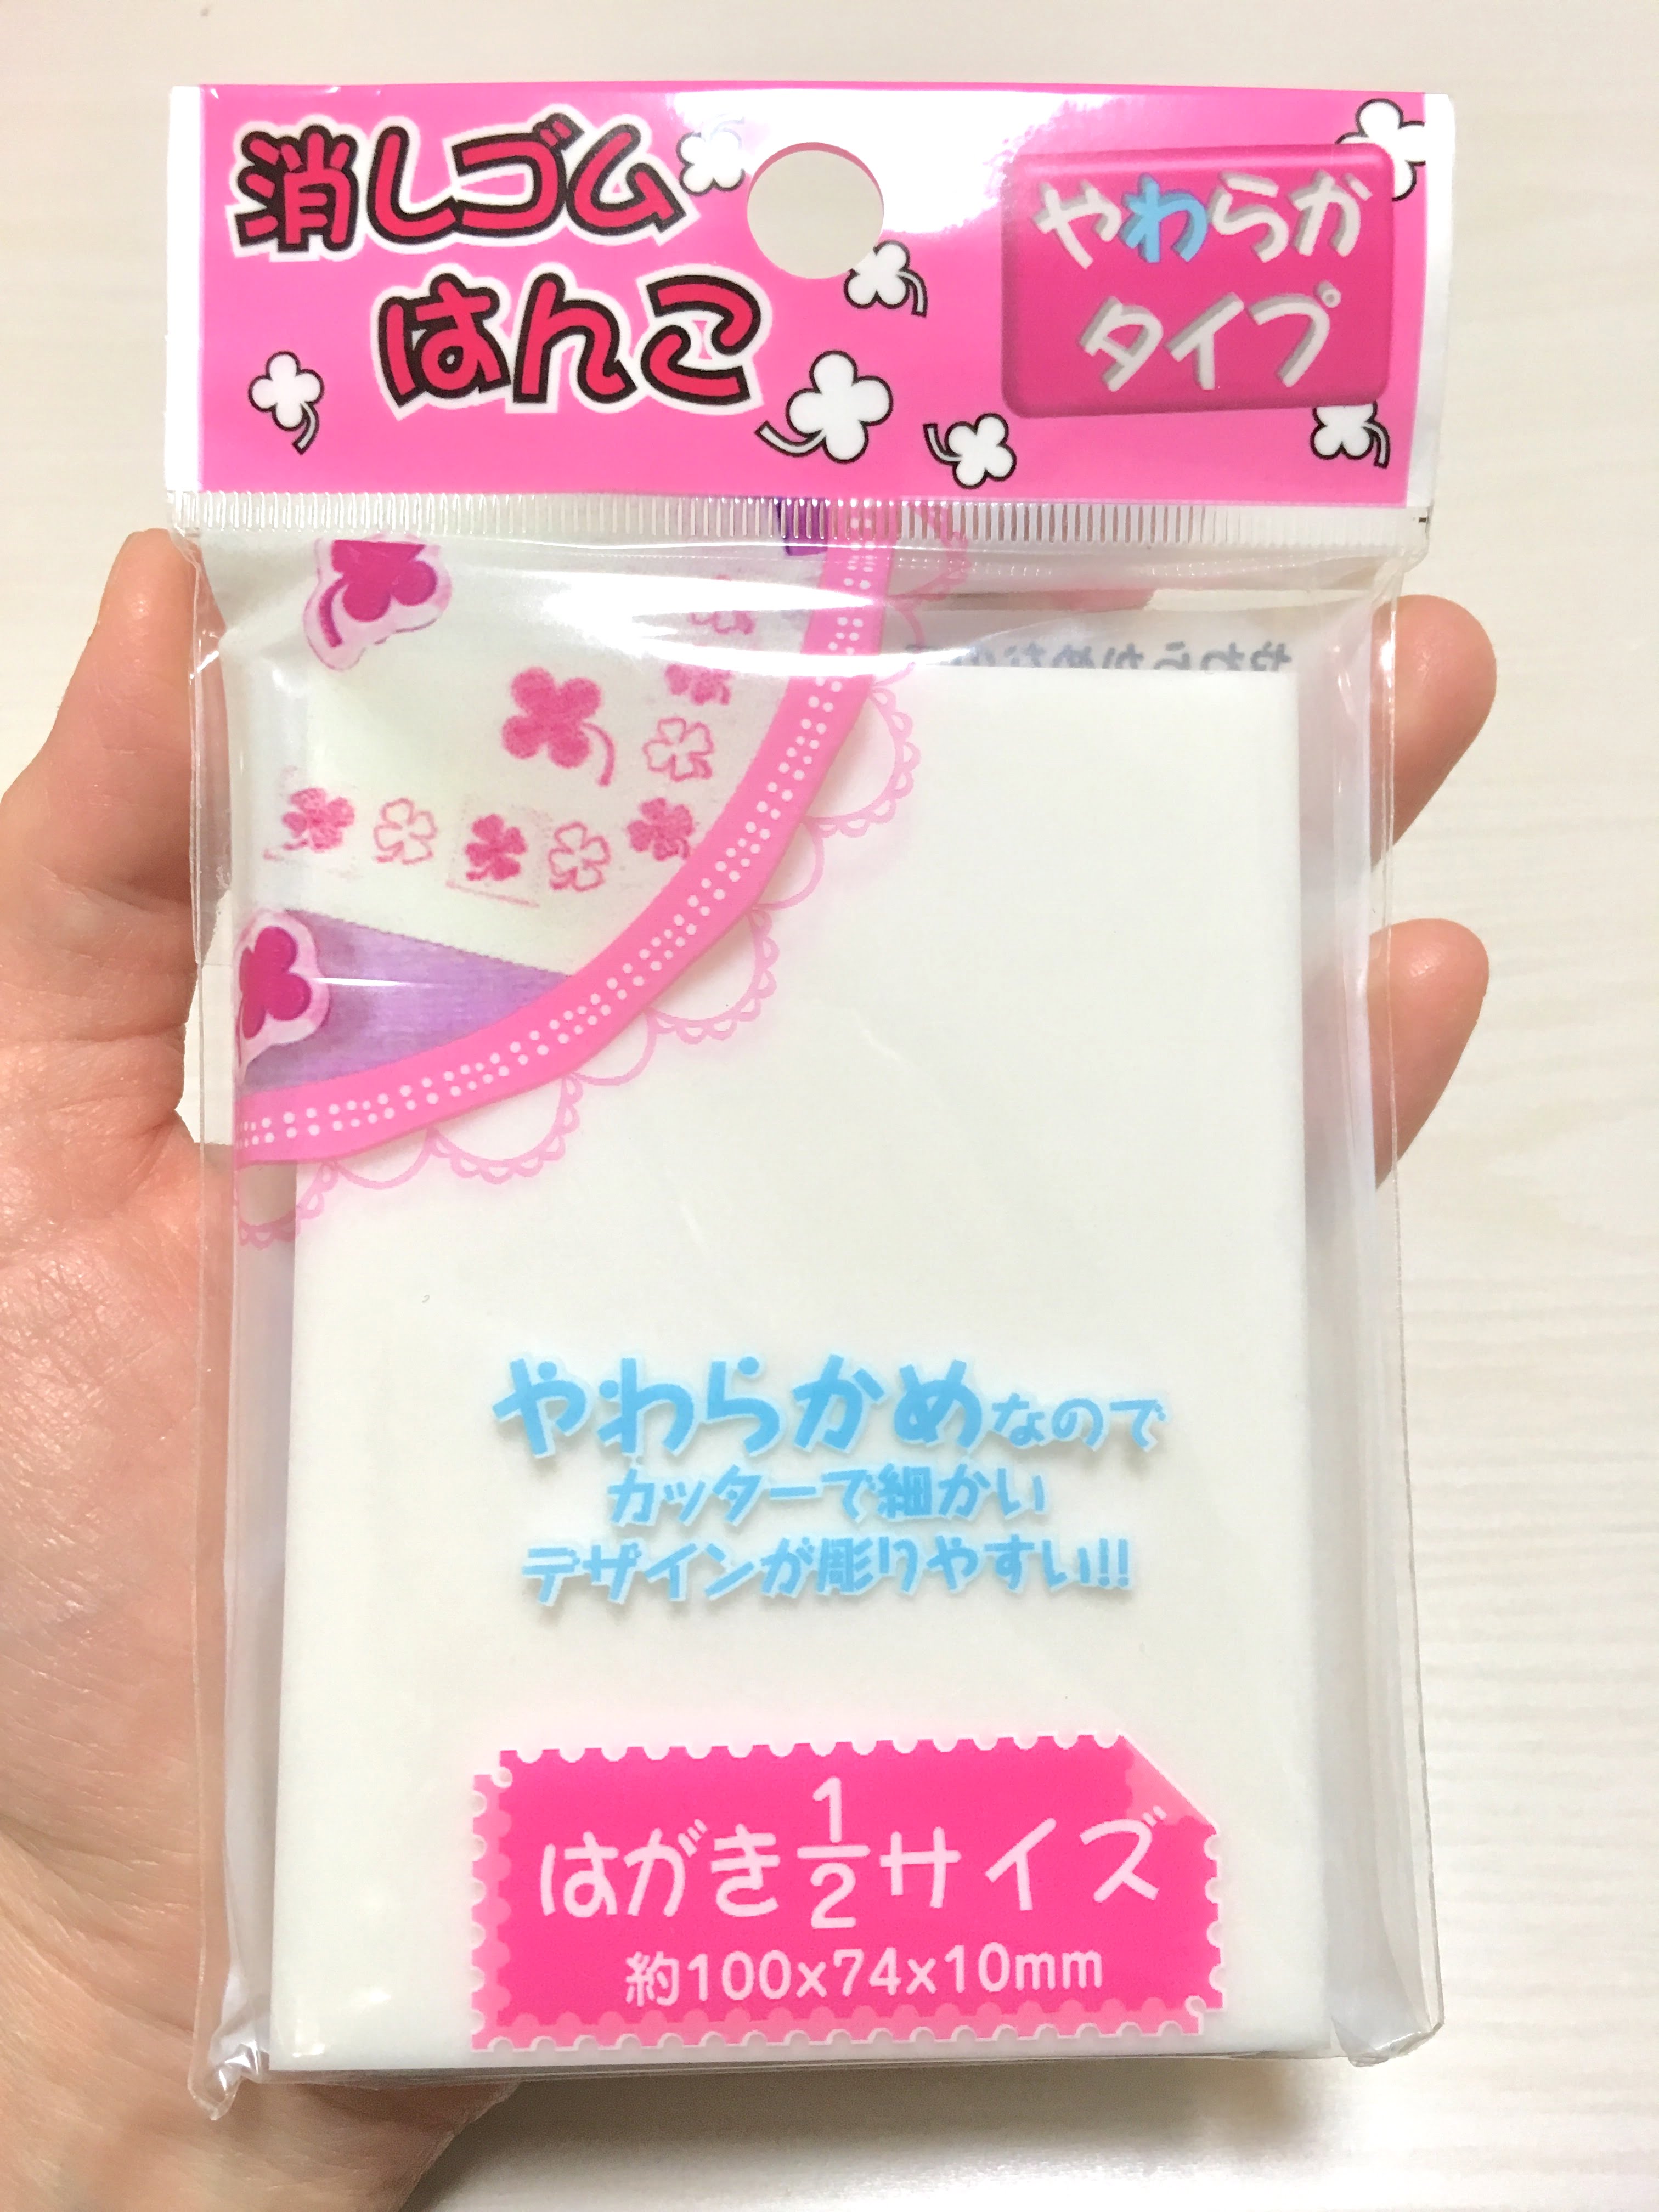 消しゴム
はんこ
やわらか
タイプ
やわらかめなので
カッターで細かい
デザインが彫りやすい!!
はがき1/2サイズ
約100x74x10mm